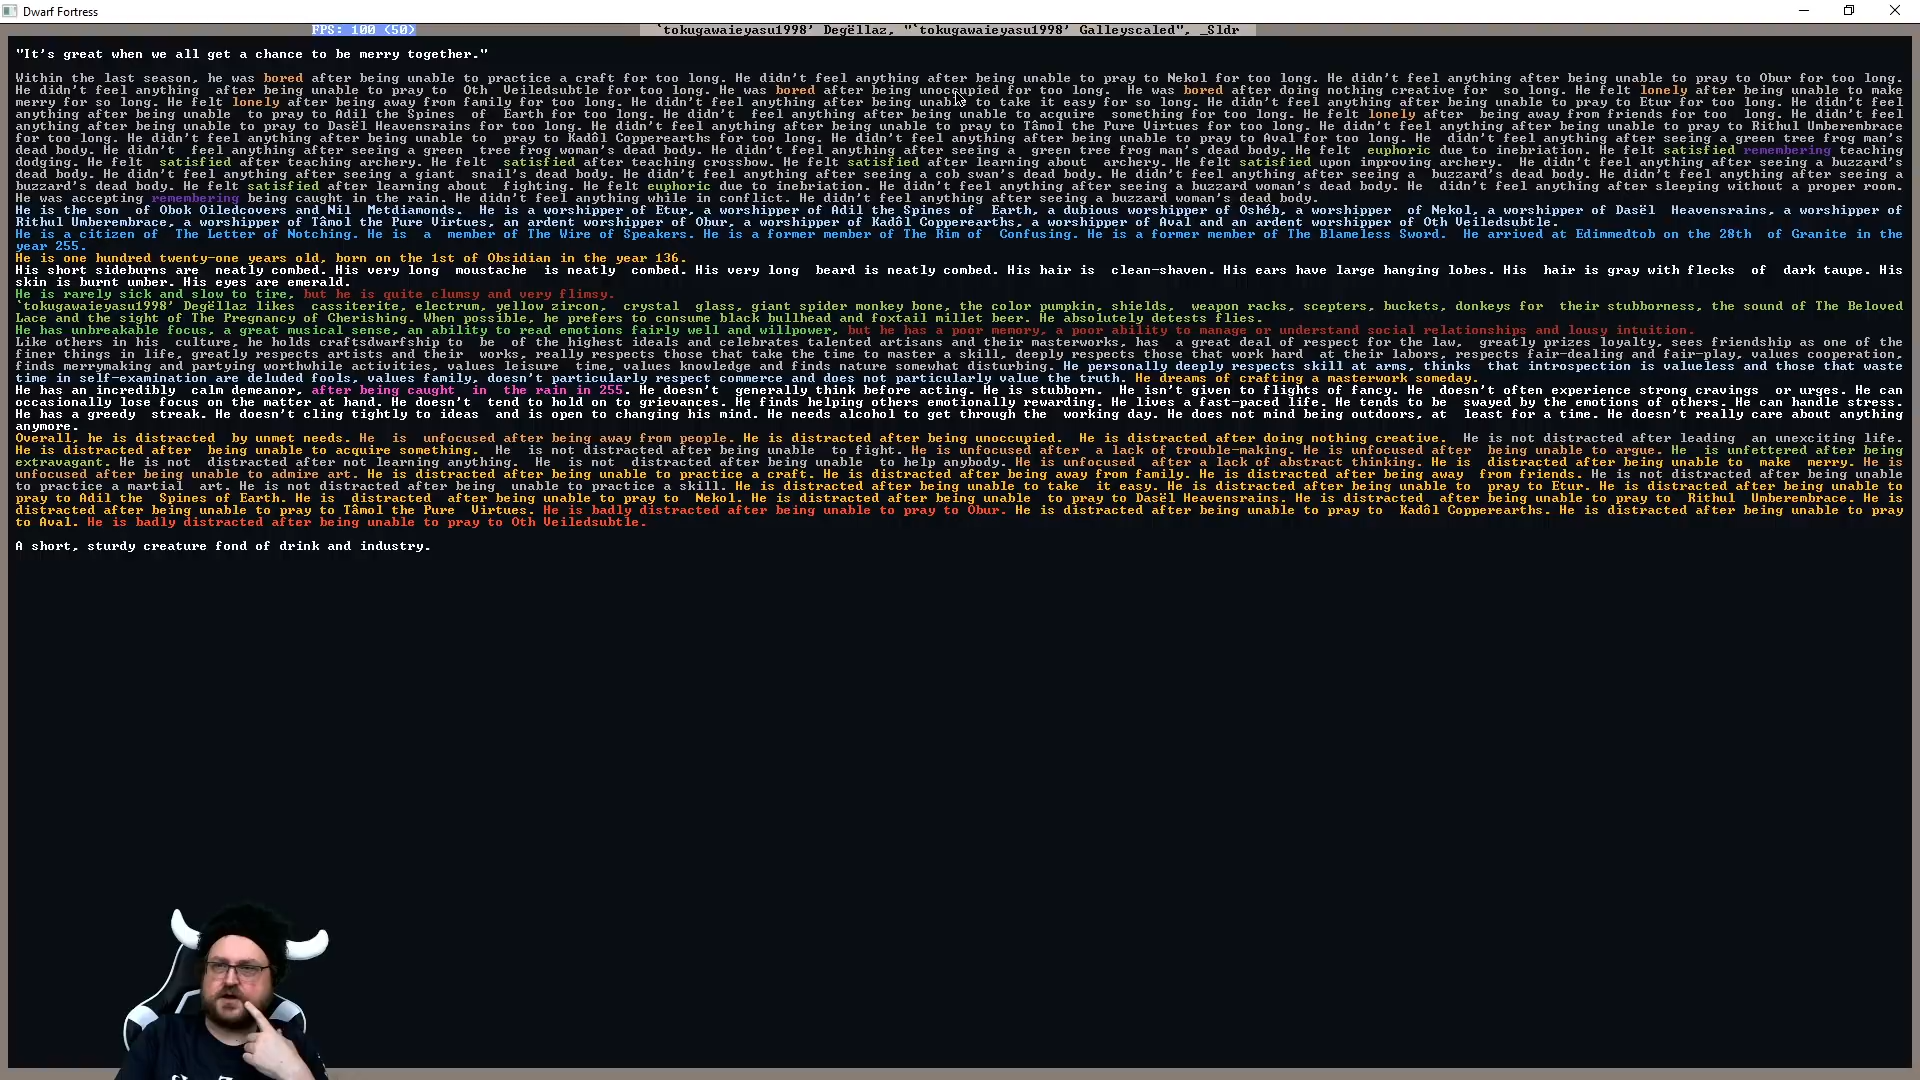 Dwarf Fortress
FPS: 100 (50)
`tokugawaieyasu1998' Degëllaz, "`tokugawaieyasu1998' Galleyscaled", _Sldr
"It's great when we all get a chance to be merry together."
Within the last season, he was bored after being unable to practice a craft for too long. He didn't feel anything after being unable to pray to Nekol for too long. He didn't feel anything after being unable to pray to Obur for too long.
He didn't feel anything after being unable to pray to Oth Veiledsubtle for too long. He was bored after being unoccupied for too long. He was bored after doing nothing creative for so long. He felt lonely after being unable to make
merry for so long. He felt lonely after being away from family for too long. He didn't feel anything after being unable to take it easy for so long. He didn't feel anything after being unable to pray to Etur for too long. He didn't feel
anything after being unable to pray to Adil the Spines of Earth for too long. He didn't feel anything after being unable to acquire something for too long. He felt lonely after being away from friends for too long. He didn't feel
anything after being unable to pray to Dasël Heavensrains for too long. He didn't feel anything after being unable to pray to Tâmol the Pure Virtues for too long. He didn't feel anything after being unable to pray to Rithul Umberembrace
for too long. He didn't feel anything after being unable to pray to Kadôl Copperearths for too long. He didn't feel anything after being unable to pray to Aval for too long. He didn't feel anything after seeing a green tree frog man's
dead body. He didn't feel anything after seeing a green tree frog woman's dead body. He didn't feel anything after seeing a green tree frog man's dead body. He felt euphoric due to inebriation. He felt satisfied remembering teaching
dodging. He felt satisfied after teaching archery. He felt satisfied after teaching crossbow. He felt satisfied after learning about archery. He felt satisfied upon improving archery. He didn't feel anything after seeing a buzzard's
dead body. He didn't feel anything after seeing a giant snail's dead body. He didn't feel anything after seeing a cob swan's dead body. He didn't feel anything after seeing a buzzard's dead body. He didn't feel anything after seeing a
buzzard's dead body. He felt satisfied after learning about fighting. He felt euphoric due to inebriation. He didn't feel anything after seeing a buzzard woman's dead body. He didn't feel anything after sleeping without a proper room.
He was accepting remembering being caught in the rain. He didn't feel anything while in conflict. He didn't feel anything after seeing a buzzard woman's dead body.
He is the son of Obok Oiledcovers and Nil Metdiamonds. He is a worshipper of Etur, a worshipper of Adil the Spines of Earth, a dubious worshipper of Oshéb, a worshipper of Nekol, a worshipper of Dasël Heavensrains, a worshipper of
Rithul Umberembrace, a worshipper of Tâmol the Pure Virtues, an ardent worshipper of Obur, a worshipper of Kadôl Copperearths, a worshipper of Aval and an ardent worshipper of Oth Veiledsubtle.
He is a citizen of The Letter of Notching. He is a member of The Wire of Speakers. He is a former member of The Rim of Confusing. He is a former member of The Blameless Sword. He arrived at Edimmedtob on the 28th of Granite in the
year 255.
He is one hundred twenty-one years old, born on the 1st of Obsidian in the year 136.
His short sideburns are neatly combed. His very long moustache is neatly combed. His very long beard is neatly combed. His hair is clean-shaven. His ears have large hanging lobes. His hair is gray with flecks of dark taupe. His
skin is burnt umber. His eyes are emerald.
He is rarely sick and slow to tire, but he is quite clumsy and very flimsy.
`tokugawaieyasu1998' Degëllaz likes cassiterite, electrum, yellow zircon, crystal glass, giant spider monkey bone, the color pumpkin, shields, weapon racks, scepters, buckets, donkeys for their stubborness, the sound of The Beloved
Lace and the sight of The Pregnancy of Cherishing. When possible, he prefers to consume black bullhead and foxtail millet beer. He absolutely detests flies.
He has unbreakable focus, a great musical sense, an ability to read emotions fairly well and willpower, but he has a poor memory, a poor ability to manage or understand social relationships and lousy intuition.
Like others in his culture, he holds craftsdwarfship to be of the highest ideals and celebrates talented artisans and their masterworks, has a great deal of respect for the law, greatly prizes loyalty, sees friendship as one of the
finer things in life, greatly respects artists and their works, really respects those that take the time to master a skill, deeply respects those that work hard at their labors, respects fair-dealing and fair-play, values cooperation,
finds merrymaking and partying worthwhile activities, values leisure time, values knowledge and finds nature somewhat disturbing. He personally deeply respects skill at arms, thinks that introspection is valueless and those that waste
time in self-examination are deluded fools, values family, doesn't particularly respect commerce and does not particularly value the truth. He dreams of crafting a masterwork someday.
He has an incredibly calm demeanor, after being caught in the rain in 255. He doesn't generally think before acting. He is stubborn. He isn't given to flights of fancy. He doesn't often experience strong cravings or urges. He can
occasionally lose focus on the matter at hand. He doesn't tend to hold on to grievances. He finds helping others emotionally rewarding. He lives a fast-paced life. He tends to be swayed by the emotions of others. He can handle stress.
He has a greedy streak. He doesn't cling tightly to ideas and is open to changing his mind. He needs alcohol to get through the working day. He does not mind being outdoors, at least for a time. He doesn't really care about anything
anymore.
Overall, he is distracted by unmet needs. He is unfocused after being away from people. He is distracted after being unoccupied. He is distracted after doing nothing creative. He is not distracted after leading an unexciting life.
He is distracted after being unable to acquire something. He is not distracted after being unable to fight. He is unfocused after a lack of trouble-making. He is unfocused after being unable to argue. He is unfettered after being
extravagant. He is not distracted after not learning anything. He is not distracted after being unable to help anybody. He is unfocused after a lack of abstract thinking. He is distracted after being unable to make merry. He is
unfocused after being unable to admire art. He is distracted after being unable to practice a craft. He is distracted after being away from family. He is distracted after being away from friends. He is not distracted after being unable
to practice a martial art. He is not distracted after being unable to practice a skill. He is distracted after being unable to take it easy. He is distracted after being unable to pray to Etur. He is distracted after being unable to
pray to Adil the Spines of Earth. He is distracted after being unable to pray to Nekol. He is distracted after being unable to pray to Dasël Heavensrains. He is distracted after being unable to pray to Rithul Umberembrace. He is
distracted after being unable to pray to Tâmol the Pure Virtues. He is badly distracted after being unable to pray to Obur. He is distracted after being unable to pray to Kadôl Copperearths. He is distracted after being unable to pray
to Aval. He is badly distracted after being unable to pray to Oth Veiledsubtle.
A short, sturdy creature fond of drink and industry.